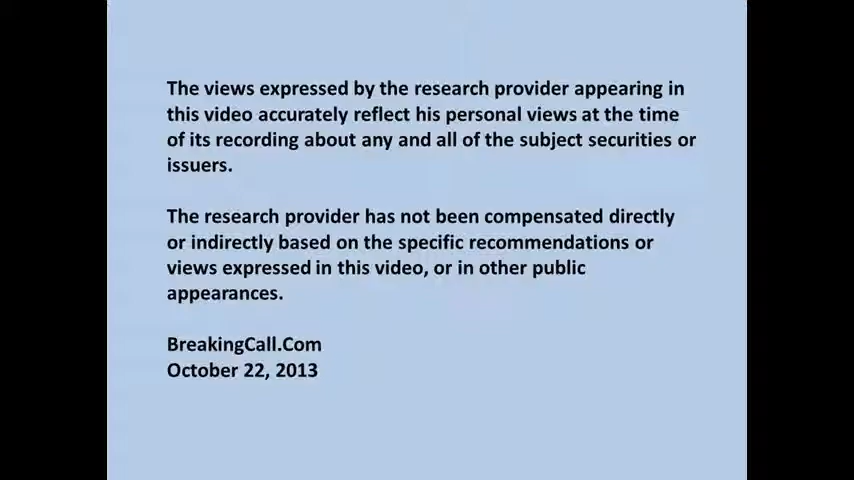 The views expressed by the research provider appearing in
this video accurately reflect his personal views at the time
of its recording about any and all of the subject securities or
issuers.
The research provider has not been compensated directly
or indirectly based on the specific recommendations or
views expressed in this video, or in other public
appearances.
BreakingCall.Com
October 22, 2013